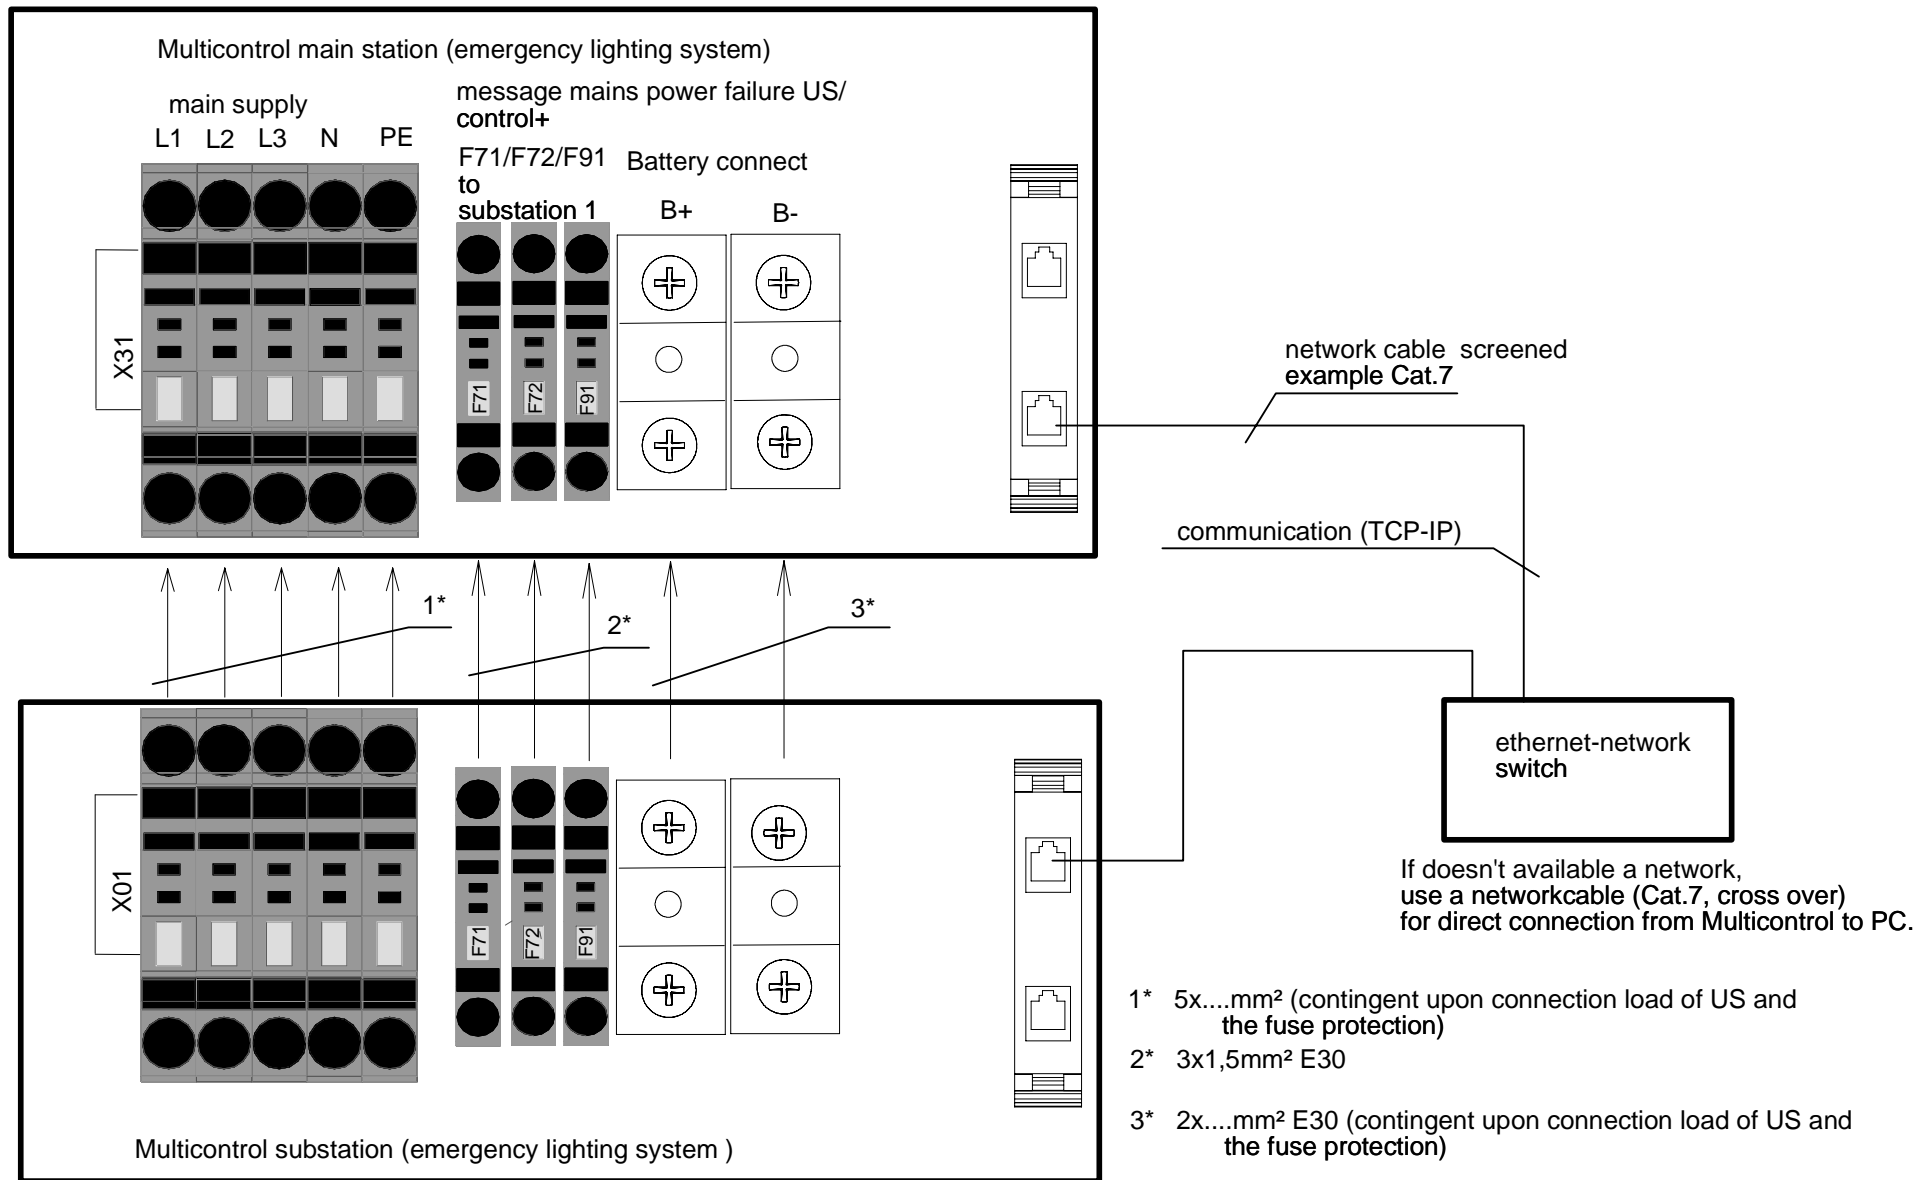 Multicontrol main station (emergency lighting system)
main supply
L1 L2 L3 N PE
message mains power failure US/
control+
F71/F72/F91
to
substation 1
Battery connect
B+ B-
X31
F71 F72 F91
network cable screened
example Cat.7
communication (TCP-IP)
1*
2*
3*
ethernet-network
switch
If doesn't available a network,
use a networkcable (Cat.7, cross over)
for direct connection from Multicontrol to PC.
X01
F71 F72 F91
1* 5x....mm² (contingent upon connection load of US and
the fuse protection)
2* 3x1,5mm² E30
3* 2x....mm² E30 (contingent upon connection load of US and
the fuse protection)
Multicontrol substation (emergency lighting system )